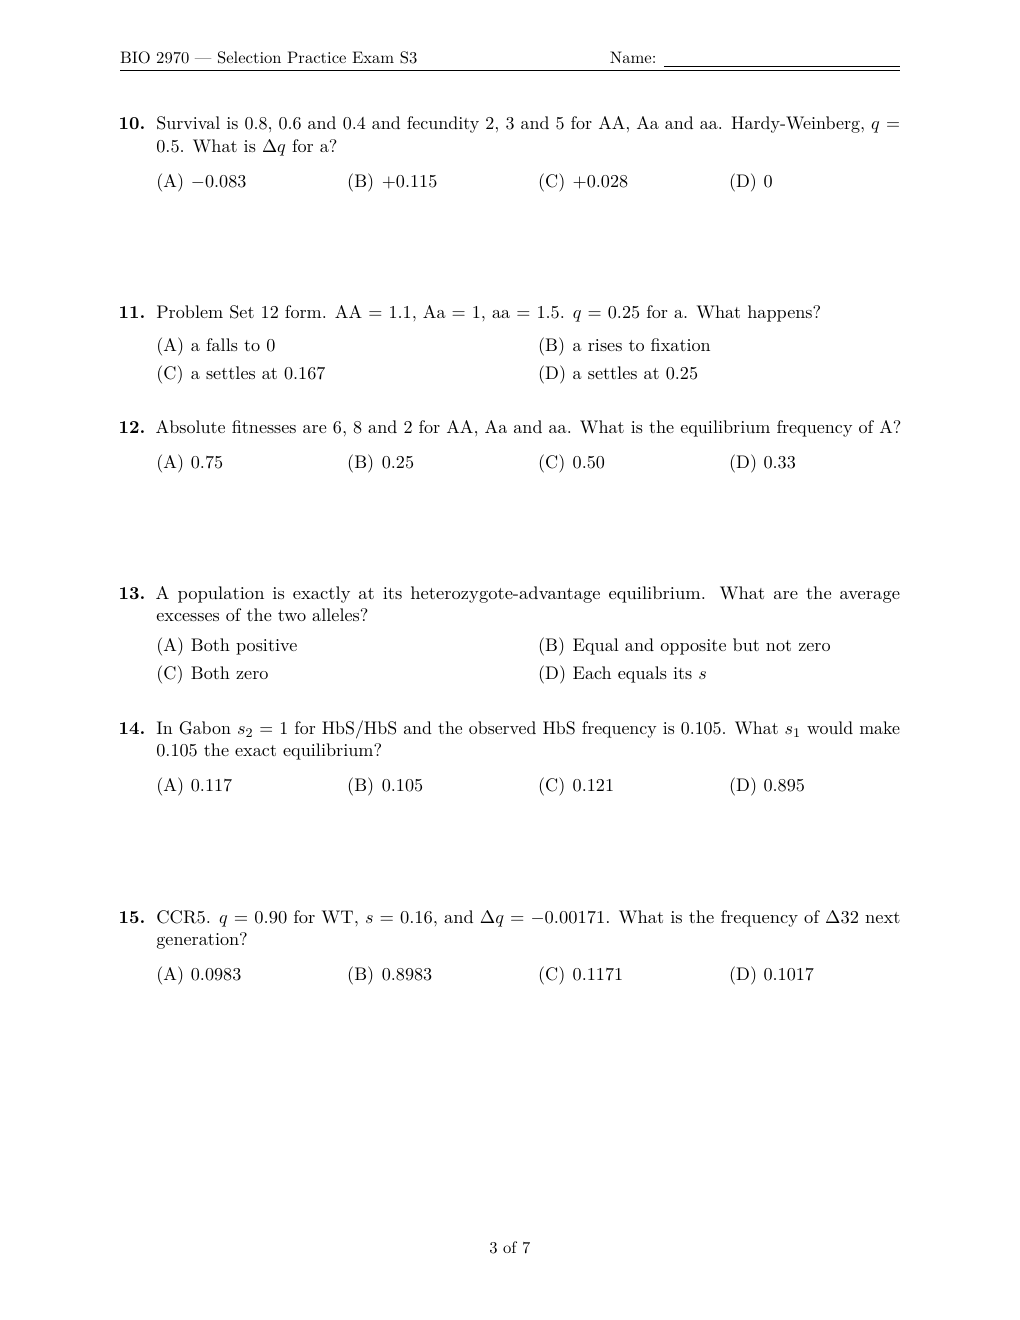 BIO 2970 — Selection Practice Exam S3 Name:
10. Survival is 0.8, 0.6 and 0.4 and fecundity 2, 3 and 5 for AA, Aa and aa. Hardy-Weinberg, q =
0.5. What is Δq for a?
(A) −0.083 (B) +0.115 (C) +0.028 (D) 0
11. Problem Set 12 form. AA = 1.1, Aa = 1, aa = 1.5. q = 0.25 for a. What happens?
(A) a falls to 0 (B) a rises to fixation
(C) a settles at 0.167 (D) a settles at 0.25
12. Absolute fitnesses are 6, 8 and 2 for AA, Aa and aa. What is the equilibrium frequency of A?
(A) 0.75 (B) 0.25 (C) 0.50 (D) 0.33
13. A population is exactly at its heterozygote-advantage equilibrium. What are the average
excesses of the two alleles?
(A) Both positive (B) Equal and opposite but not zero
(C) Both zero (D) Each equals its s
14. In Gabon s₂ = 1 for HbS/HbS and the observed HbS frequency is 0.105. What s₁ would make
0.105 the exact equilibrium?
(A) 0.117 (B) 0.105 (C) 0.121 (D) 0.895
15. CCR5. q = 0.90 for WT, s = 0.16, and Δq = −0.00171. What is the frequency of Δ32 next
generation?
(A) 0.0983 (B) 0.8983 (C) 0.1171 (D) 0.1017
3 of 7